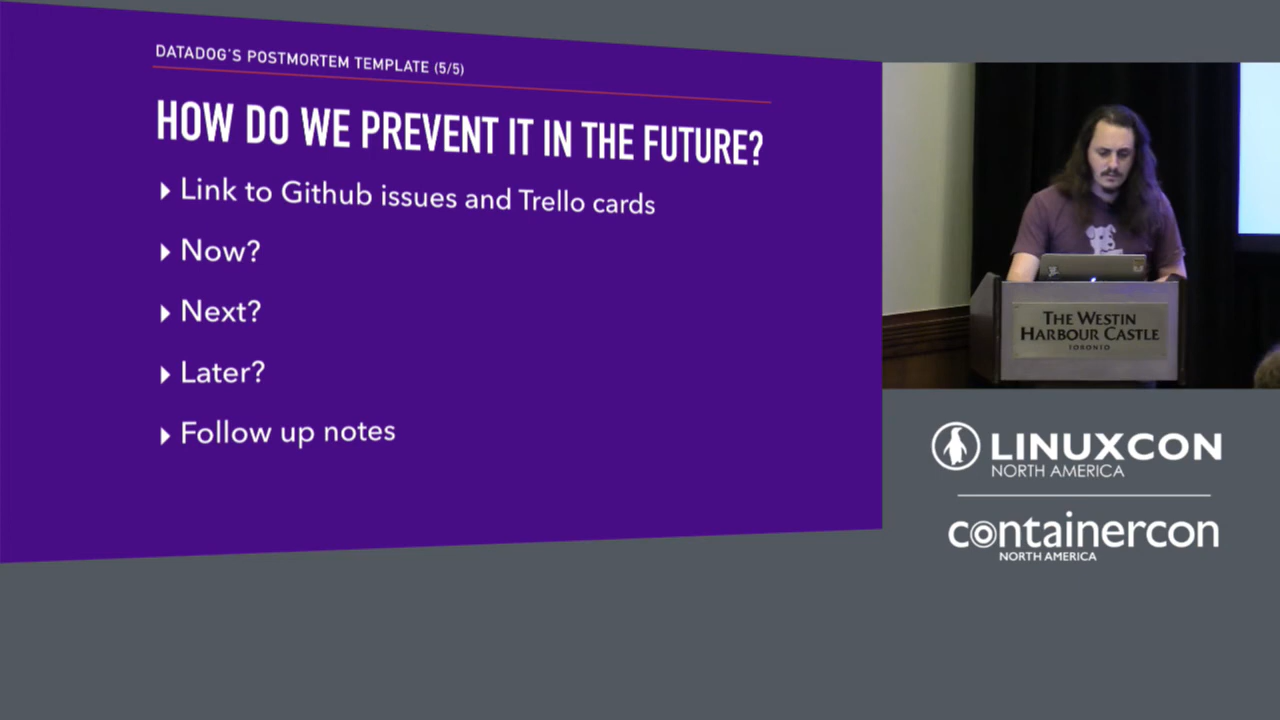 DATADOG'S POSTMORTEM TEMPLATE (5/5)
HOW DO WE PREVENT IT IN THE FUTURE?
Link to Github issues and Trello cards
Now?
Next?
Later?
Follow up notes
THE WESTIN
HARBOUR CASTLE
TORONTO
LINUXCON
NORTH AMERICA
containercon
NORTH AMERICA